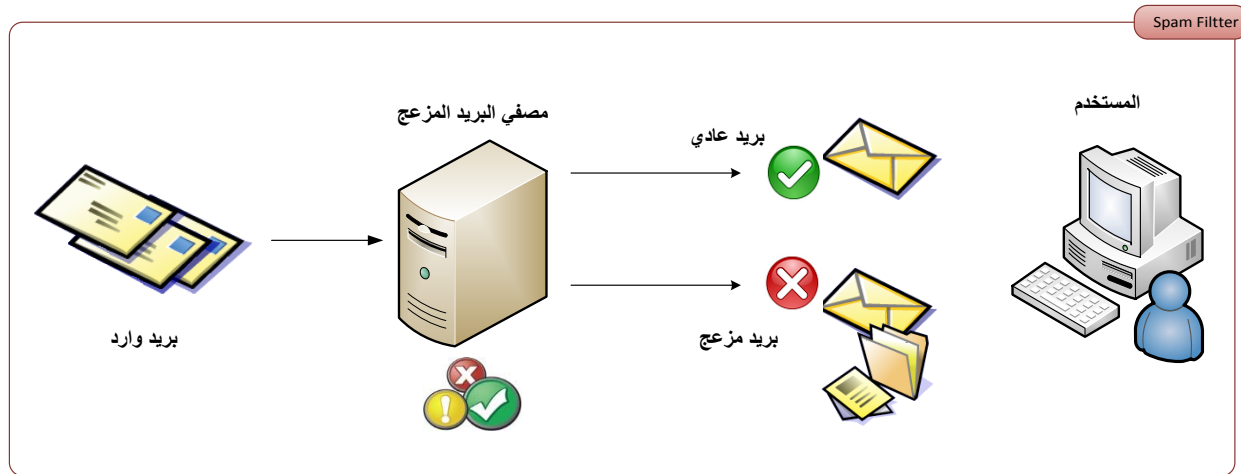 Spam Filtter
المستخدم
مصفي البريد المزعج
بريد عادي
بريد وارد
بريد مزعج